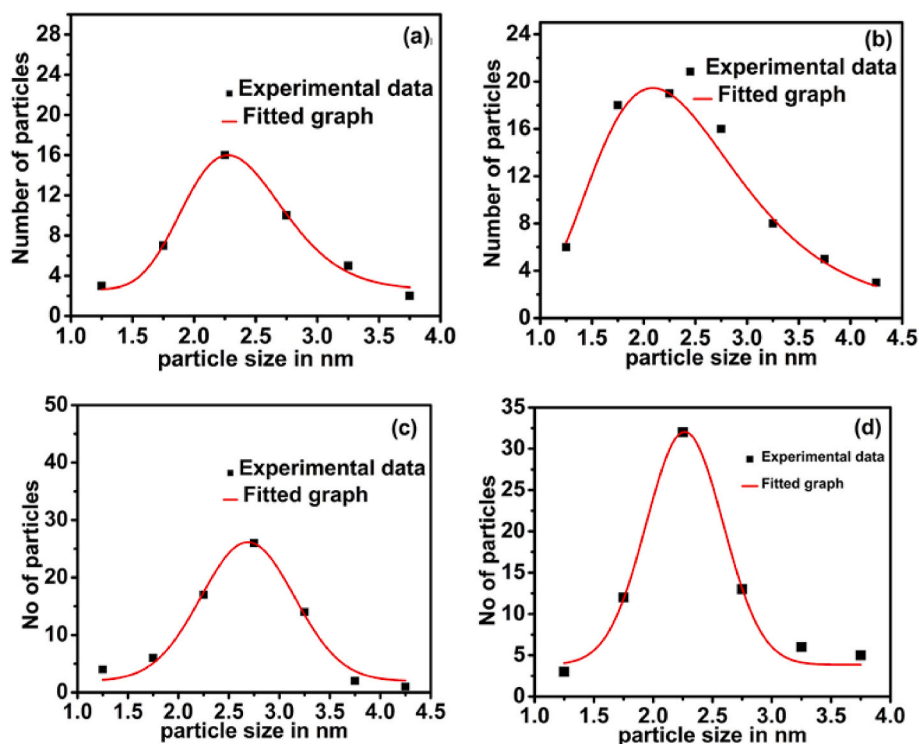 (a)
Experimental data
Fitted graph
Number of particles
28
24
20
16
12
8
4
0
1.0 1.5 2.0 2.5 3.0 3.5 4.0
particle size in nm
(b)
Experimental data
Fitted graph
Number of particles
24
20
16
12
8
4
0
1.0 1.5 2.0 2.5 3.0 3.5 4.0 4.5
particle size in nm
(c)
Experimental data
Fitted graph
No of particles
50
40
30
20
10
0
1.0 1.5 2.0 2.5 3.0 3.5 4.0 4.5
particle size in nm
(d)
Experimental data
Fitted graph
No of particles
35
30
25
20
15
10
5
0
1.0 1.5 2.0 2.5 3.0 3.5 4.0
particle size in nm